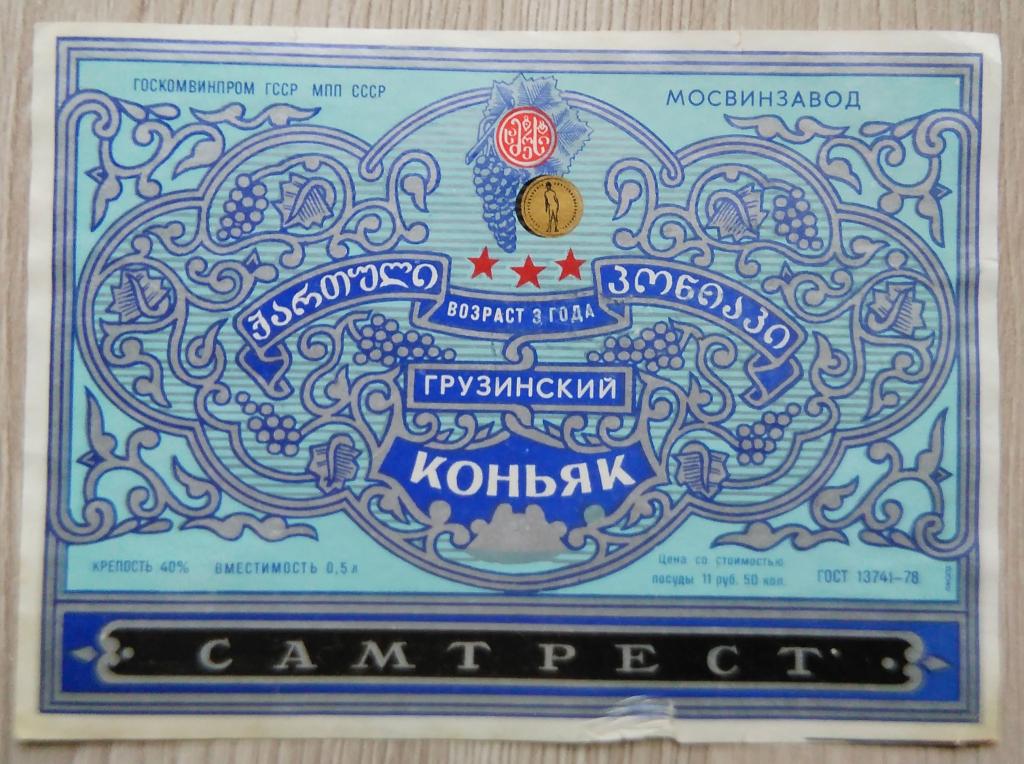 ГОСКОМВИНПРОМ ГССР МПП СССР
МОСВИНЗАВОД
ქართული კონიაკი
ВОЗРАСТ 3 ГОДА
ГРУЗИНСКИЙ
КОНЬЯК
КРЕПОСТЬ 40% ВМЕСТИМОСТЬ 0,5 л
Цена со стоимостью
посуды 11 руб. 50 коп.
ГОСТ 13741-78
САМТРЕСТ